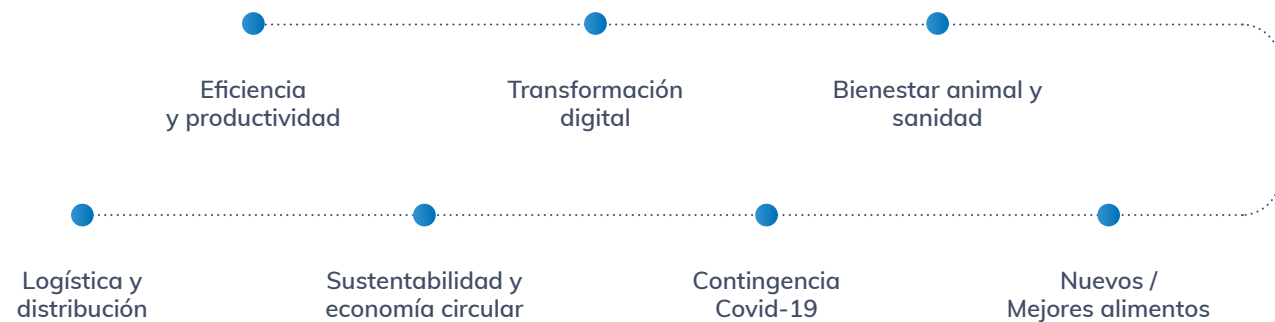 Eficiencia
y productividad
Transformación
digital
Bienestar animal y
sanidad
Logística y
distribución
Sustentabilidad y
economía circular
Contingencia
Covid-19
Nuevos /
Mejores alimentos